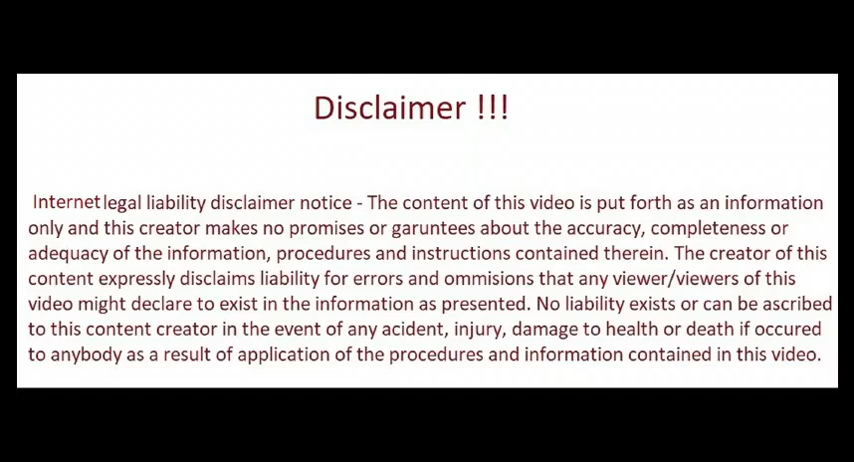 Disclaimer !!!
Internet legal liability disclaimer notice - The content of this video is put forth as an information
only and this creator makes no promises or garuntees about the accuracy, completeness or
adequacy of the information, procedures and instructions contained therein. The creator of this
content expressly disclaims liability for errors and ommisions that any viewer/viewers of this
video might declare to exist in the information as presented. No liability exists or can be ascribed
to this content creator in the event of any acident, injury, damage to health or death if occured
to anybody as a result of application of the procedures and information contained in this video.